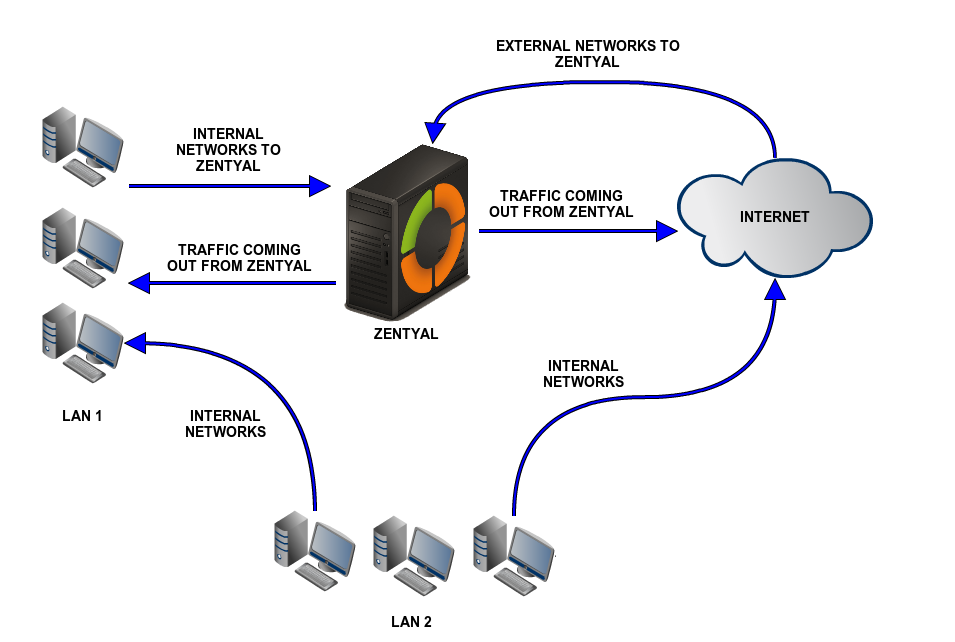 EXTERNAL NETWORKS TO
ZENTYAL
INTERNAL
NETWORKS TO
ZENTYAL
TRAFFIC COMING
OUT FROM ZENTYAL
INTERNET
TRAFFIC COMING
OUT FROM ZENTYAL
ZENTYAL
INTERNAL
NETWORKS
LAN 1
INTERNAL
NETWORKS
LAN 2